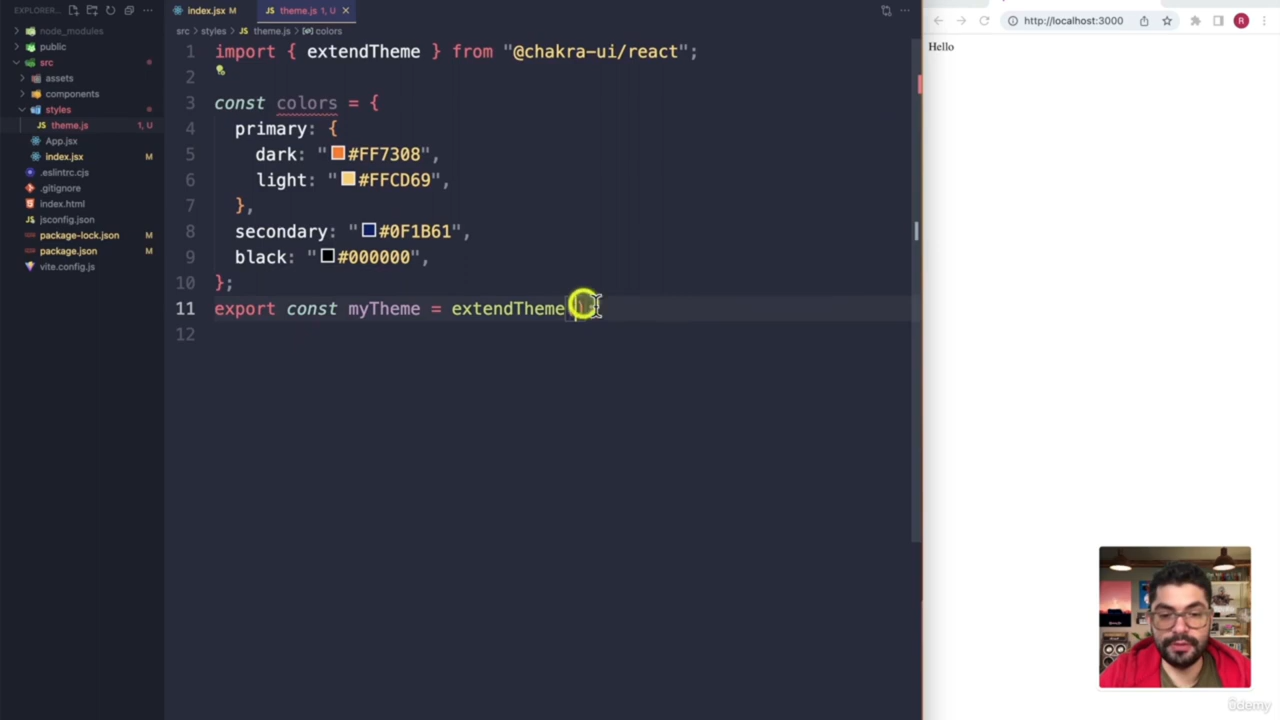 EXPLORER...
node_modules
public
src
assets
components
styles
theme.js 1, U
App.jsx
index.jsx M
.eslintrc.cjs
.gitignore
index.html
jsconfig.json
package-lock.json M
package.json M
vite.config.js
index.jsx M
theme.js 1, U
src > styles > theme.js > colors
1 import { extendTheme } from "@chakra-ui/react";
2
3 const colors = {
4 primary: {
5 dark: "#FF7308",
6 light: "#FFCD69",
7 },
8 secondary: "#0F1B61",
9 black: "#000000",
10 };
11 export const myTheme = extendTheme()
12
http://localhost:3000
R
Hello
ûdemy